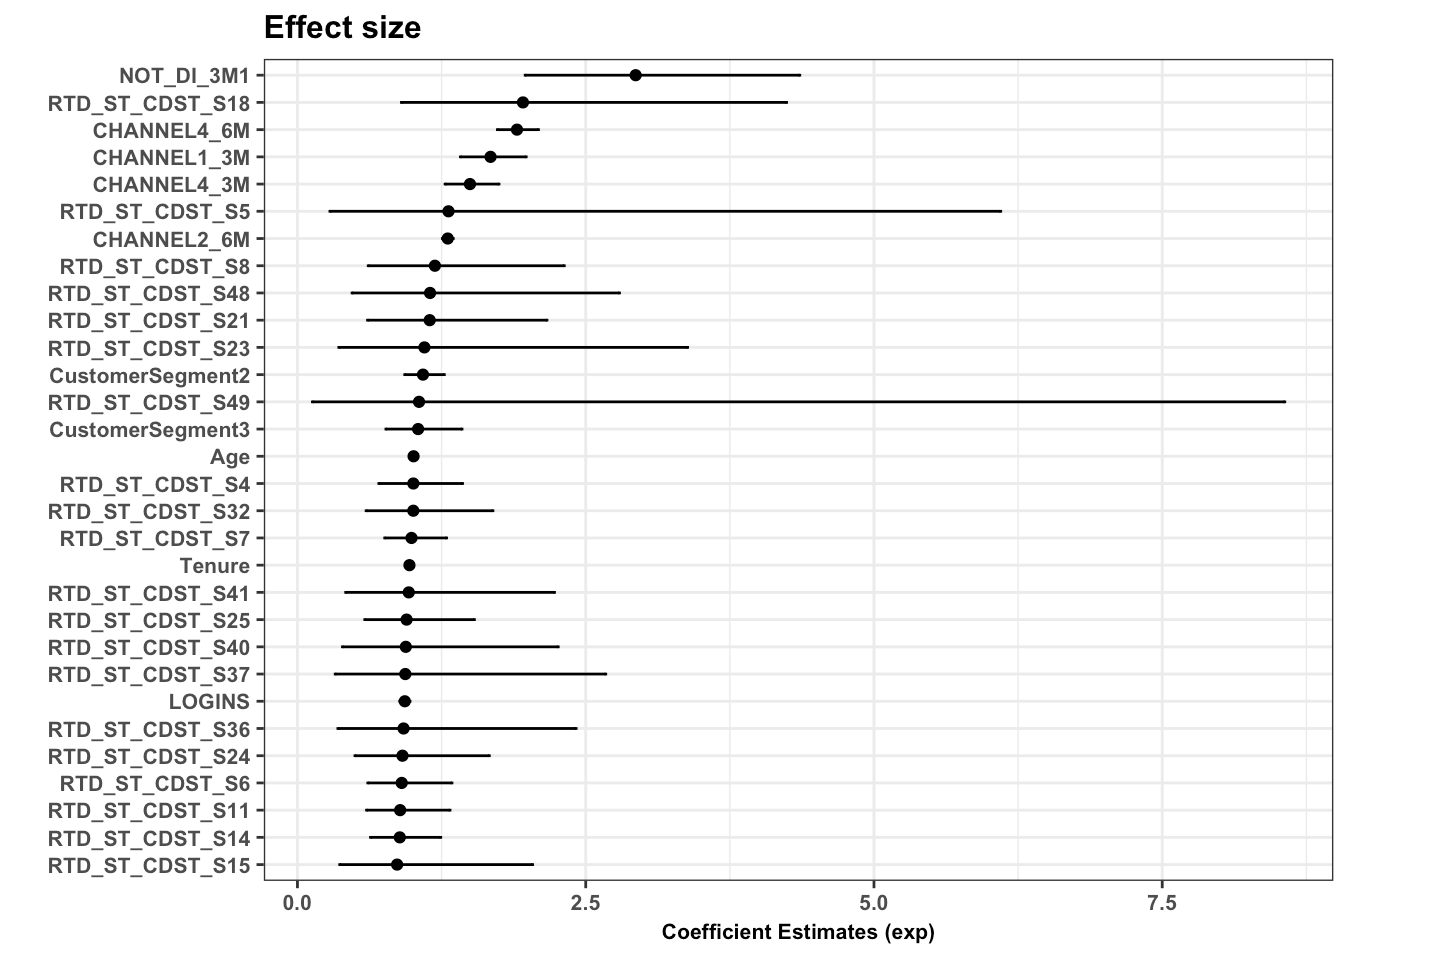 Effect size
NOT_DI_3M1
RTD_ST_CDST_S18
CHANNEL4_6M
CHANNEL1_3M
CHANNEL4_3M
RTD_ST_CDST_S5
CHANNEL2_6M
RTD_ST_CDST_S8
RTD_ST_CDST_S48
RTD_ST_CDST_S21
RTD_ST_CDST_S23
CustomerSegment2
RTD_ST_CDST_S49
CustomerSegment3
Age
RTD_ST_CDST_S4
RTD_ST_CDST_S32
RTD_ST_CDST_S7
Tenure
RTD_ST_CDST_S41
RTD_ST_CDST_S25
RTD_ST_CDST_S40
RTD_ST_CDST_S37
LOGINS
RTD_ST_CDST_S36
RTD_ST_CDST_S24
RTD_ST_CDST_S6
RTD_ST_CDST_S11
RTD_ST_CDST_S14
RTD_ST_CDST_S15
0.0 2.5 5.0 7.5
Coefficient Estimates (exp)